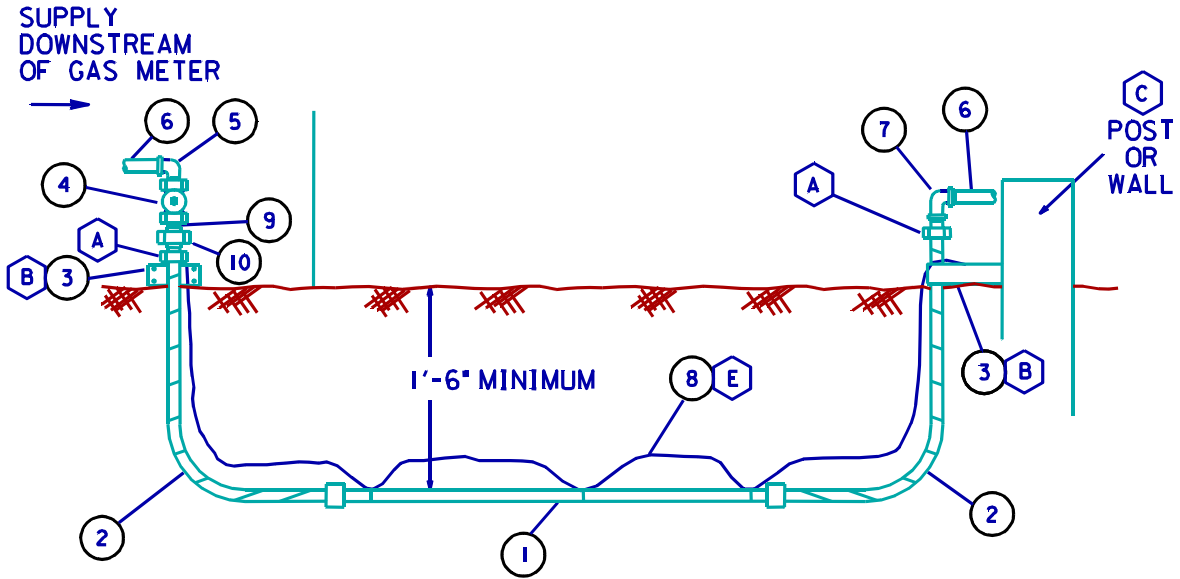 SUPPLY
DOWNSTREAM
OF GAS METER
6
5
4
9
A
10
B 3
7
6
C
POST
OR
WALL
A
1'-6" MINIMUM
8 E
3 B
2
1
2